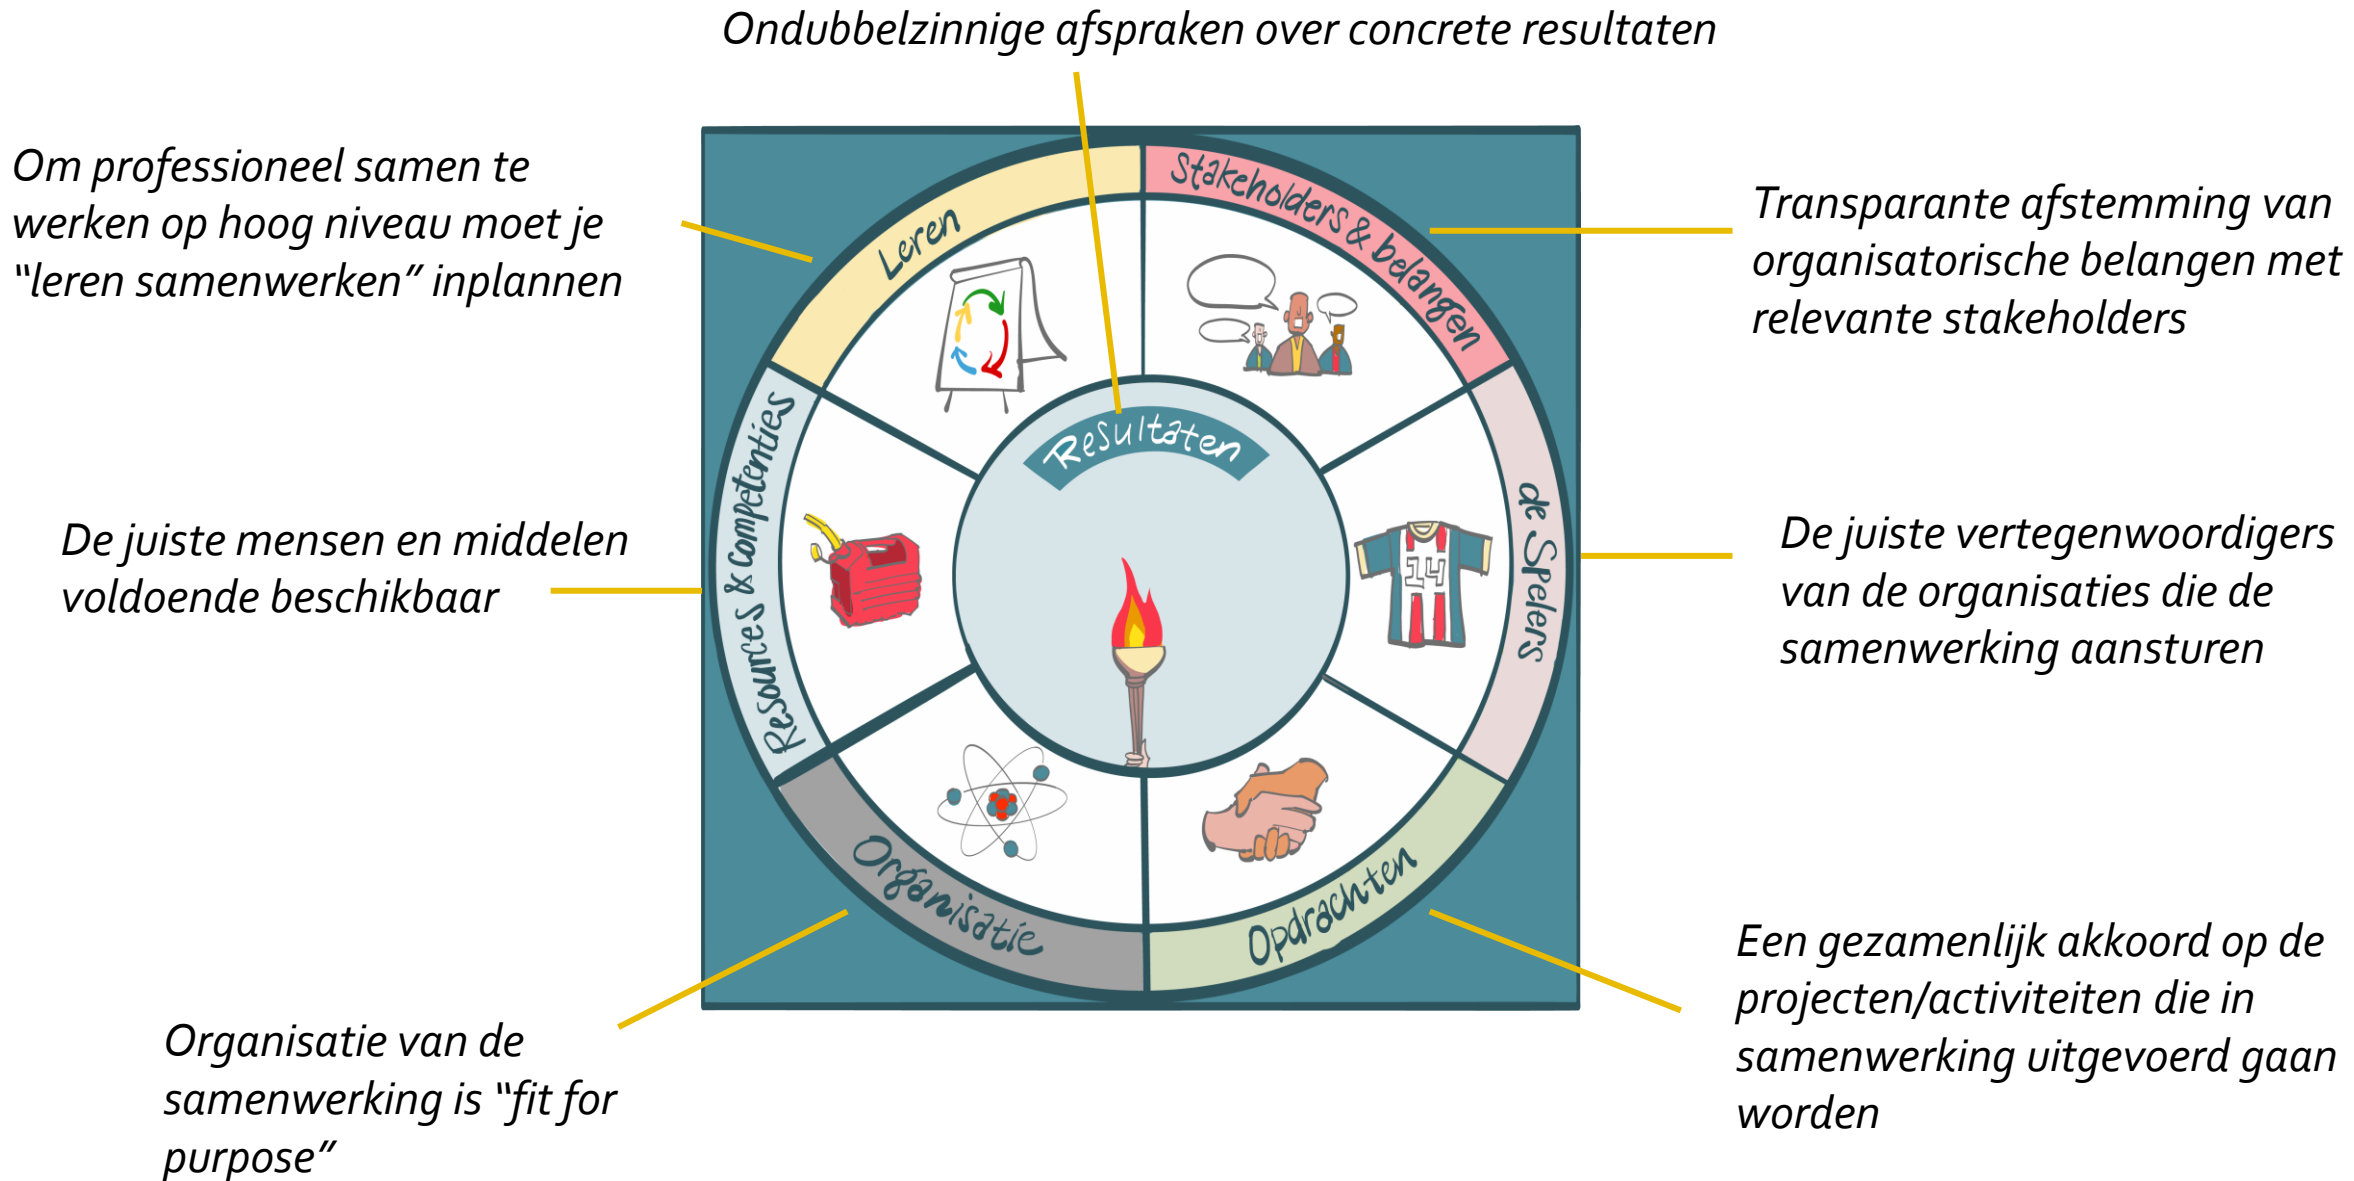 Ondubbelzinnige afspraken over concrete resultaten
Om professioneel samen te
werken op hoog niveau moet je
“leren samenwerken” inplannen
De juiste mensen en middelen
voldoende beschikbaar
Organisatie van de
samenwerking is “fit for
purpose”
Leren
Stakeholders & belangen
de Spelers
Opdrachten
Organisatie
Resources & Competenties
Resultaten
14
Transparante afstemming van
organisatorische belangen met
relevante stakeholders
De juiste vertegenwoordigers
van de organisaties die de
samenwerking aansturen
Een gezamenlijk akkoord op de
projecten/activiteiten die in
samenwerking uitgevoerd gaan
worden